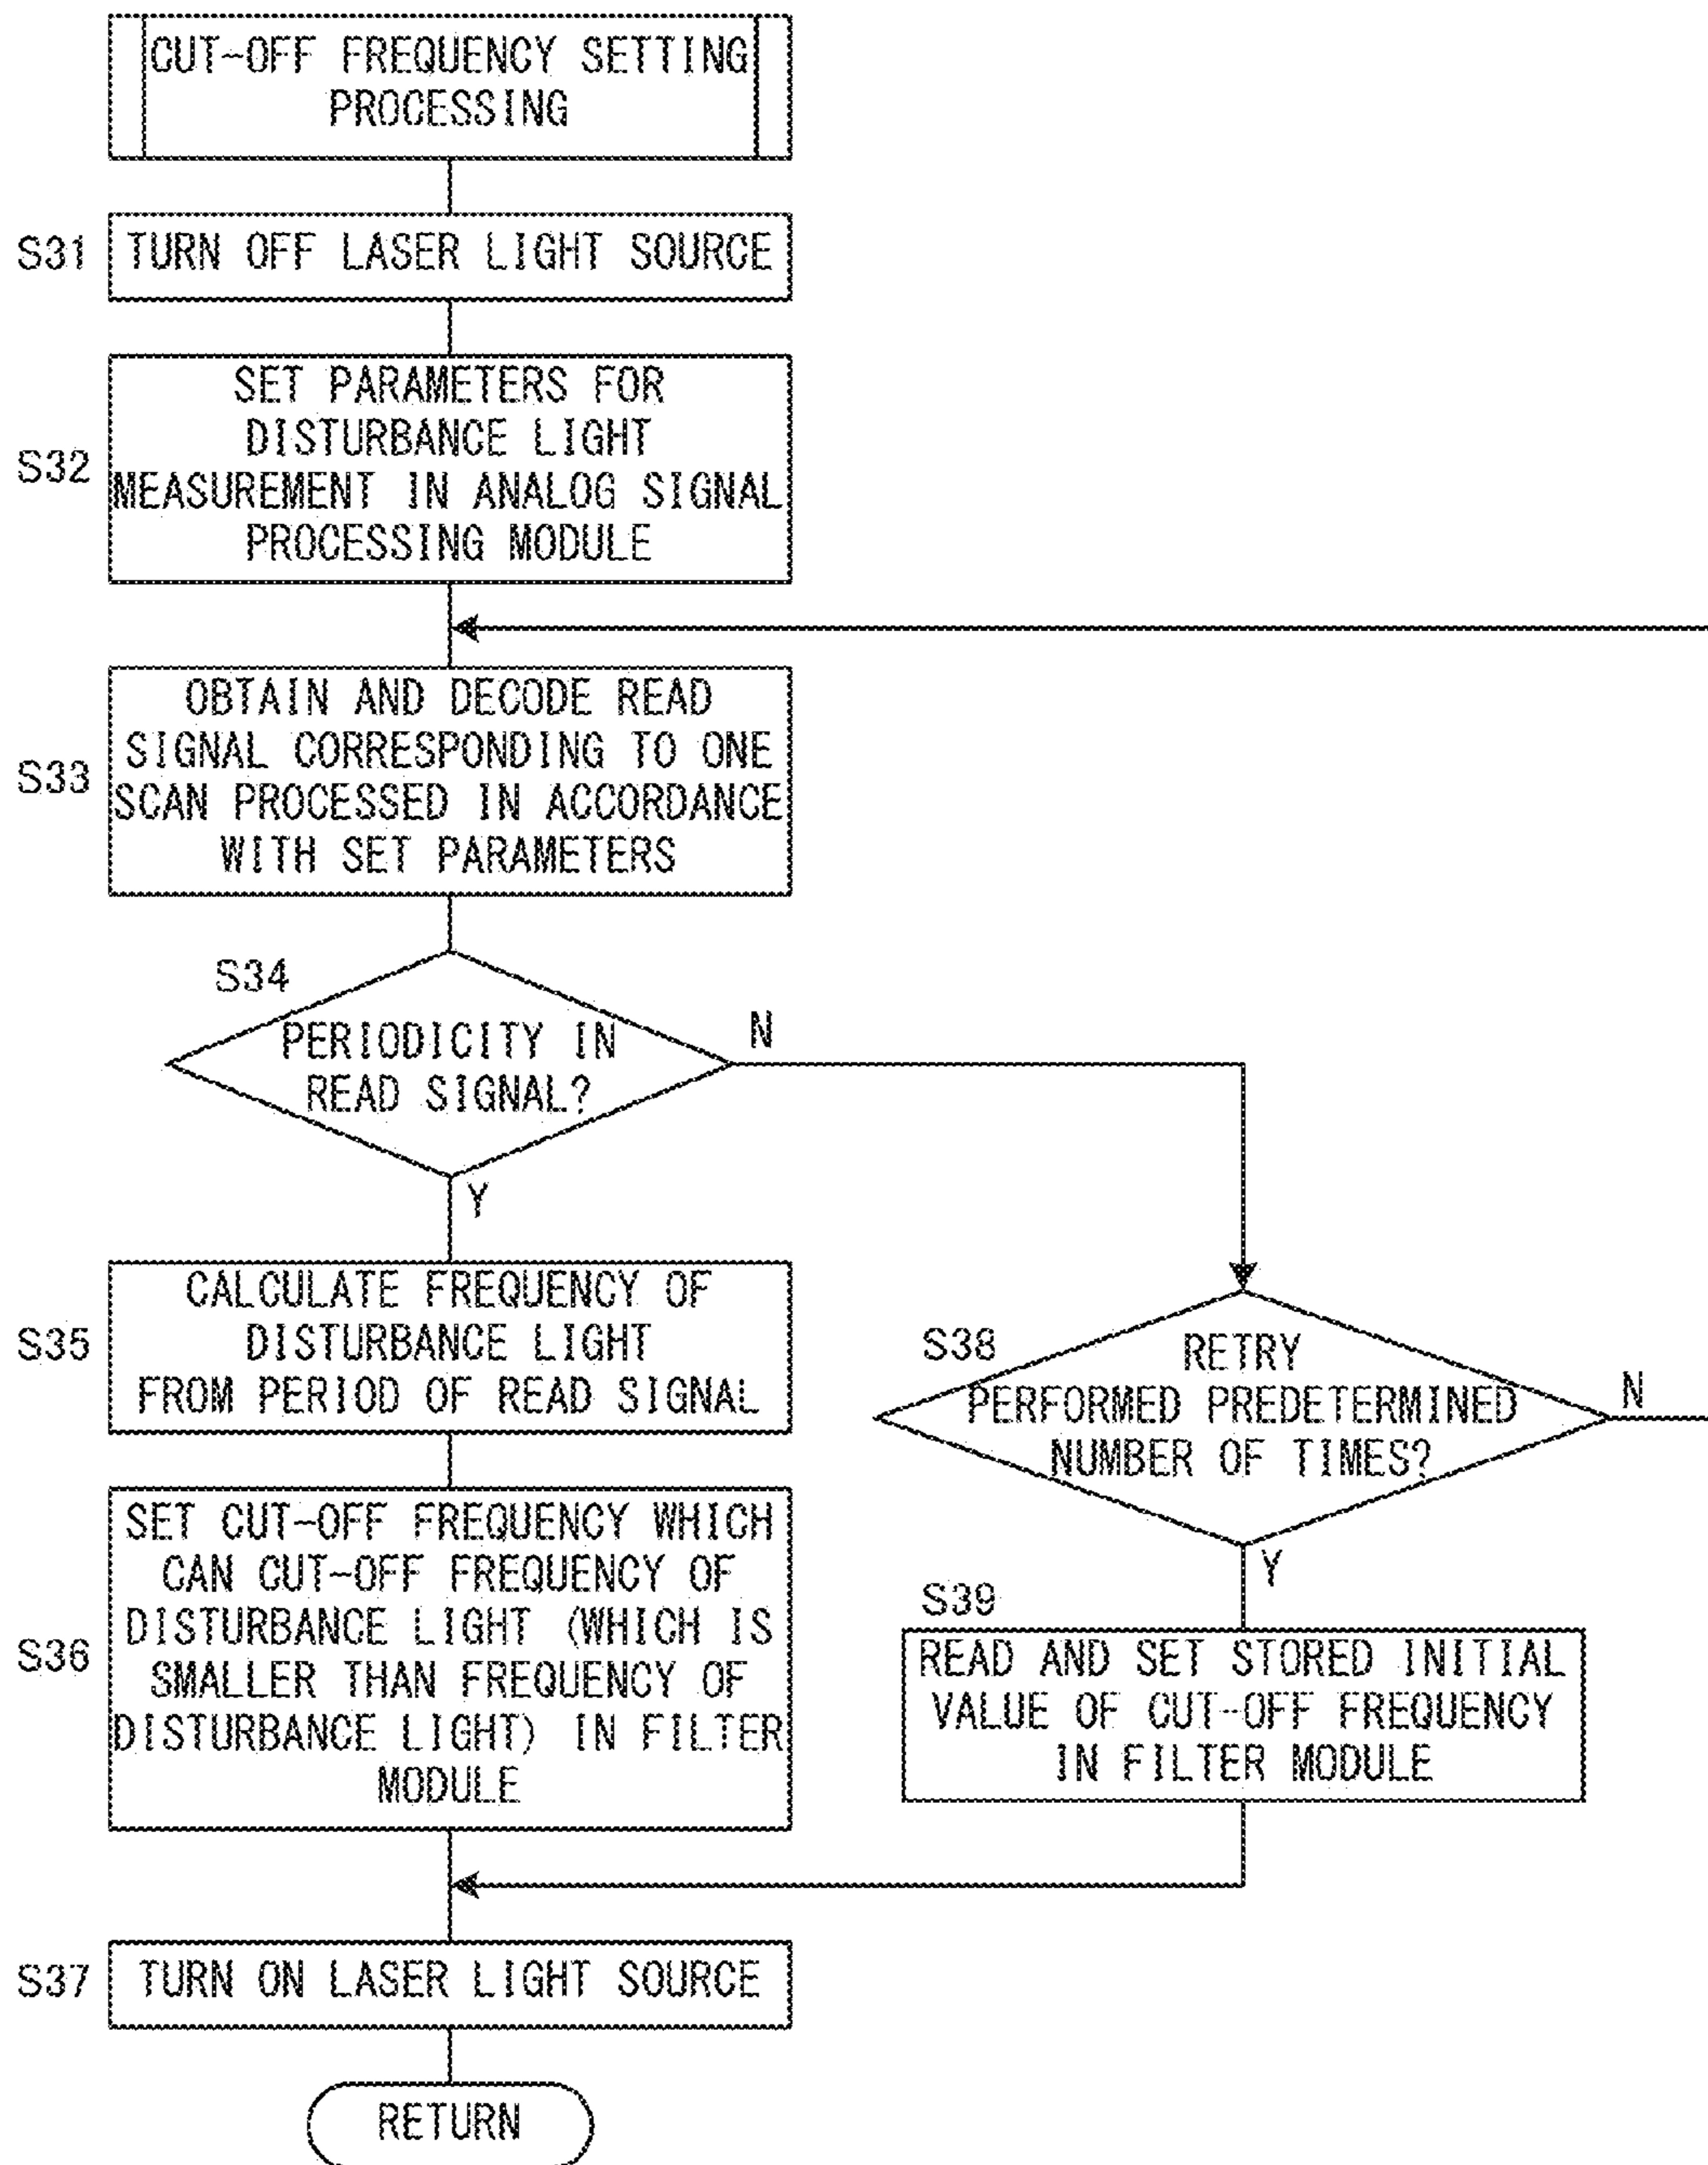 CUT-OFF FREQUENCY SETTING
PROCESSING
S31
TURN OFF LASER LIGHT SOURCE
S32
SET PARAMETERS FOR
DISTURBANCE LIGHT
MEASUREMENT IN ANALOG SIGNAL
PROCESSING MODULE
S33
OBTAIN AND DECODE READ
SIGNAL CORRESPONDING TO ONE
SCAN PROCESSED IN ACCORDANCE
WITH SET PARAMETERS
S34
PERIODICITY IN
READ SIGNAL?
N
Y
S35
CALCULATE FREQUENCY OF
DISTURBANCE LIGHT
FROM PERIOD OF READ SIGNAL
S38
RETRY
PERFORMED PREDETERMINED
NUMBER OF TIMES?
N
Y
S36
SET CUT-OFF FREQUENCY WHICH
CAN CUT-OFF FREQUENCY OF
DISTURBANCE LIGHT (WHICH IS
SMALLER THAN FREQUENCY OF
DISTURBANCE LIGHT) IN FILTER
MODULE
S39
READ AND SET STORED INITIAL
VALUE OF CUT-OFF FREQUENCY
IN FILTER MODULE
S37
TURN ON LASER LIGHT SOURCE
RETURN